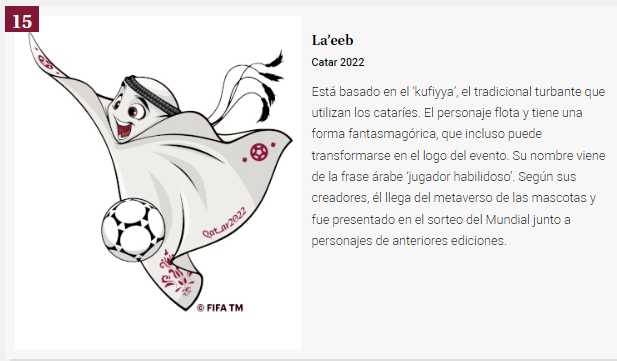 15
La’eeb
Catar 2022
Está basado en el ‘kufiyya’, el tradicional turbante que
utilizan los cataríes. El personaje flota y tiene una
forma fantasmagórica, que incluso puede
transformarse en el logo del evento. Su nombre viene
de la frase árabe ‘jugador habilidoso’. Según sus
creadores, él llega del metaverso de las mascotas y
fue presentado en el sorteo del Mundial junto a
personajes de anteriores ediciones.
Qatar2022
© FIFA TM